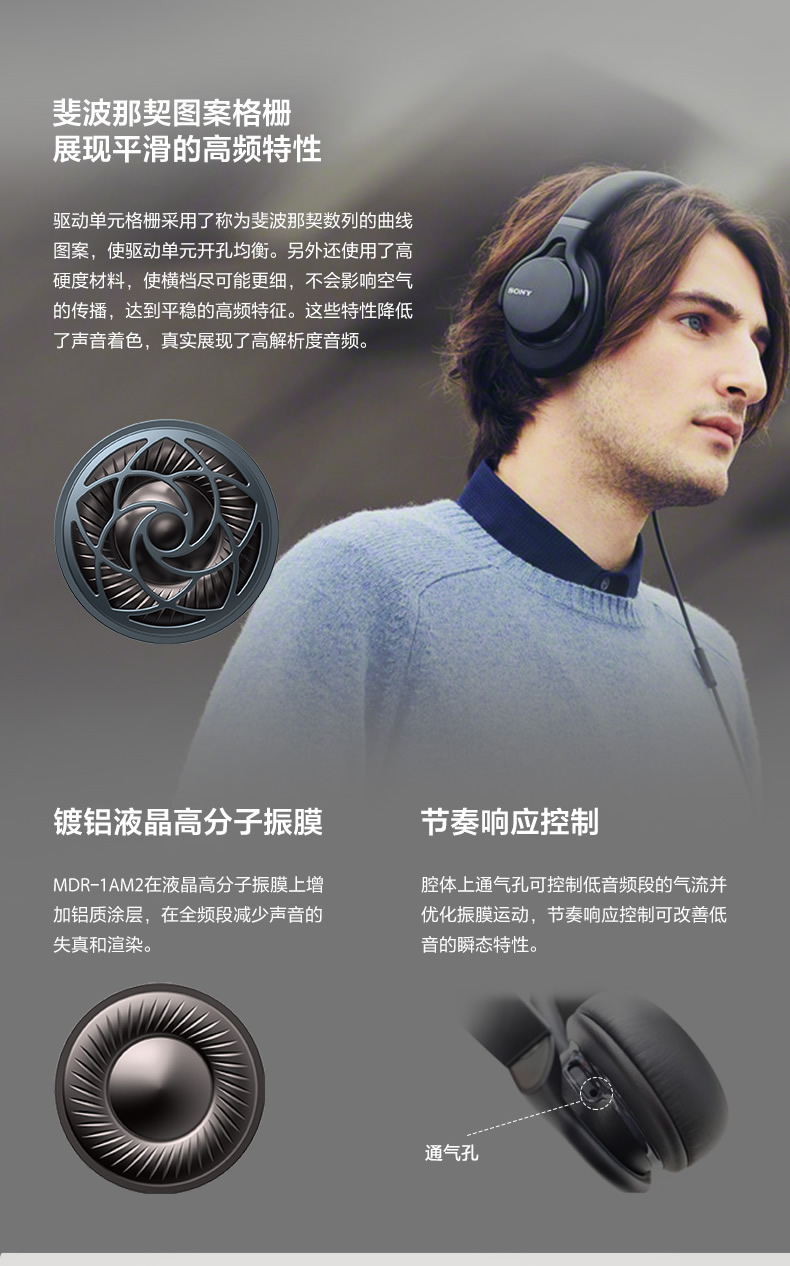 斐波那契图案格栅
展现平滑的高频特性
驱动单元格栅采用了称为斐波那契数列的曲线
图案，使驱动单元开孔均衡。另外还使用了高
硬度材料，使横档尽可能更细，不会影响空气
的传播，达到平稳的高频特征。这些特性降低
了声音着色，真实展现了高解析度音频。
SONY
镀铝液晶高分子振膜
MDR-1AM2在液晶高分子振膜上增
加铝质涂层，在全频段减少声音的
失真和渲染。
节奏响应控制
腔体上通气孔可控制低音频段的气流并
优化振膜运动，节奏响应控制可改善低
音的瞬态特性。
通气孔